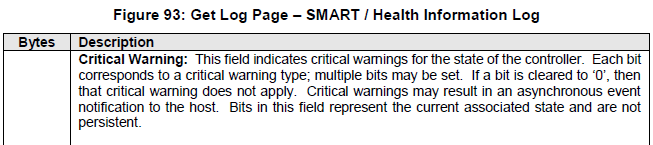 Figure 93: Get Log Page – SMART / Health Information Log
Bytes Description
Critical Warning: This field indicates critical warnings for the state of the controller. Each bit
corresponds to a critical warning type; multiple bits may be set. If a bit is cleared to ‘0’, then
that critical warning does not apply. Critical warnings may result in an asynchronous event
notification to the host. Bits in this field represent the current associated state and are not
persistent.